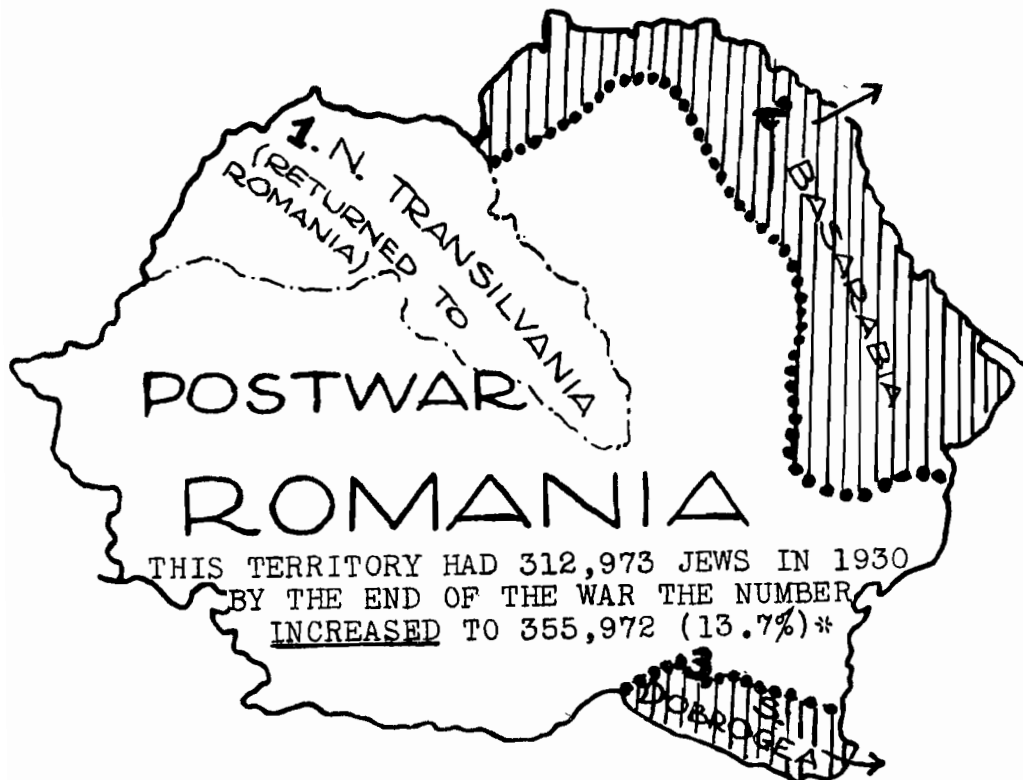 1. N. TRANSILVANIA
(RETURNED TO
ROMANIA)
BASARABIA
POSTWAR
ROMANIA
THIS TERRITORY HAD 312,973 JEWS IN 1930
BY THE END OF THE WAR THE NUMBER
INCREASED TO 355,972 (13.7%)*
3
S.
DOBROGEA